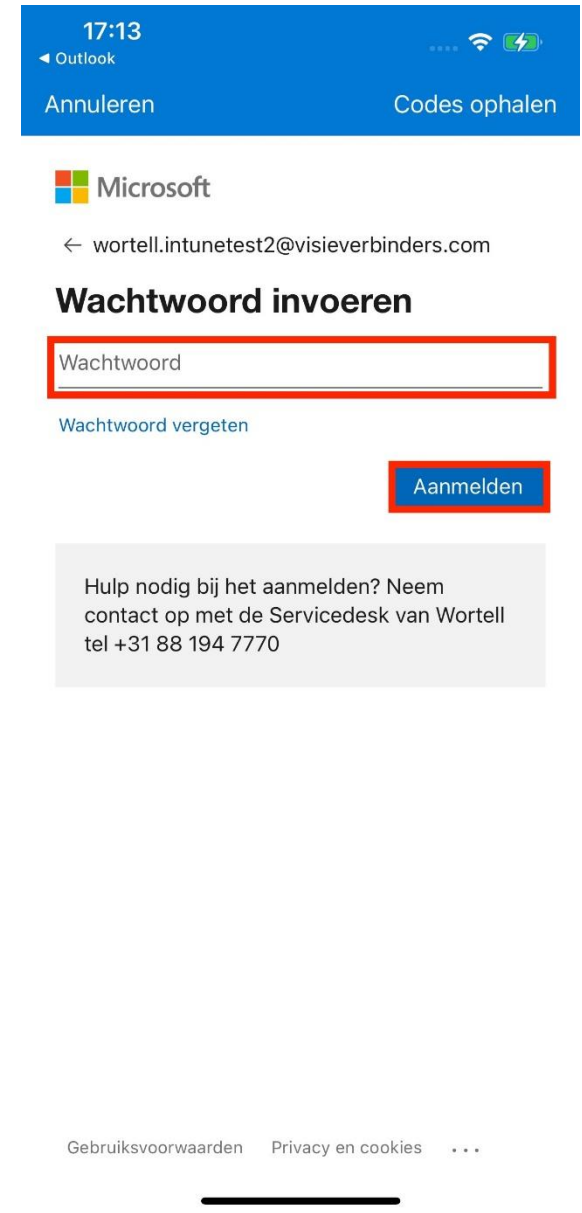 17:13
◀ Outlook
Annuleren Codes ophalen
Microsoft
← wortell.intunetest2@visieverbinders.com
Wachtwoord invoeren
Wachtwoord
Wachtwoord vergeten
Aanmelden
Hulp nodig bij het aanmelden? Neem
contact op met de Servicedesk van Wortell
tel +31 88 194 7770
Gebruiksvoorwaarden Privacy en cookies ...